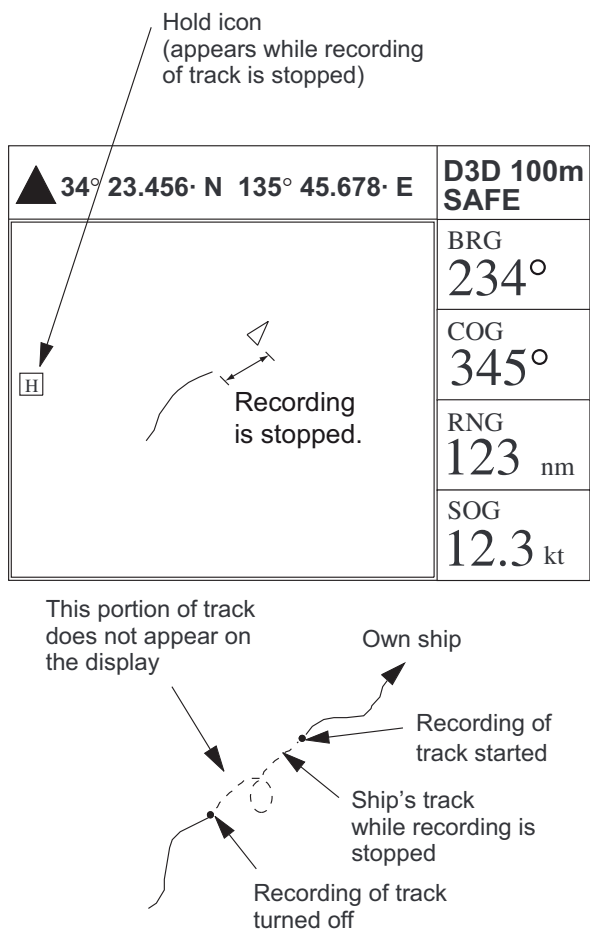 Hold icon
(appears while recording
of track is stopped)
34° 23.456· N 135° 45.678· E
D3D 100m
SAFE
BRG
234°
COG
345°
RNG
123 nm
SOG
12.3 kt
H
Recording
is stopped.
This portion of track
does not appear on
the display
Own ship
Recording of
track started
Ship's track
while recording is
stopped
Recording of track
turned off